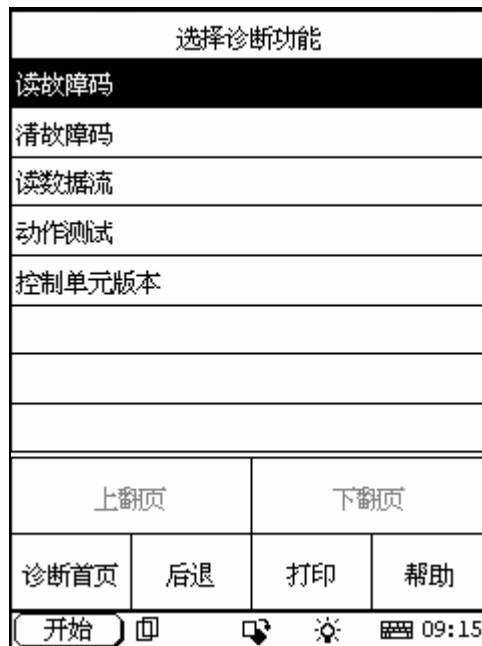 选择诊断功能
读故障码
清故障码
读数据流
动作测试
控制单元版本
上翻页 下翻页
诊断首页 后退 打印 帮助
开始 09:15